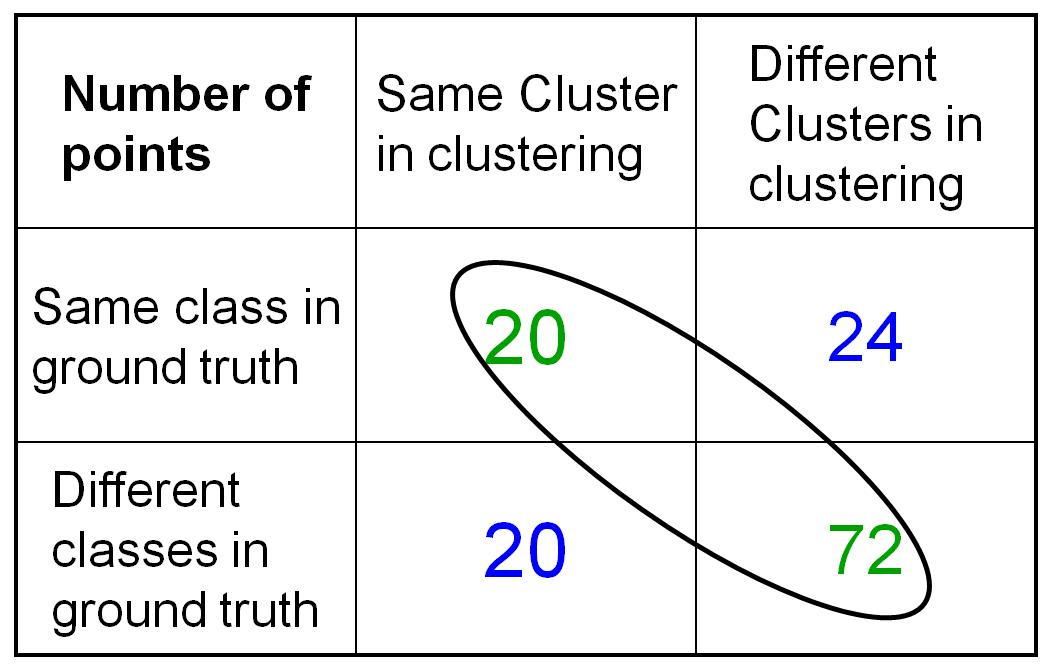 Number of
points
Same Cluster
in clustering
Different
Clusters in
clustering
Same class in
ground truth
20
24
Different
classes in
ground truth
20
72